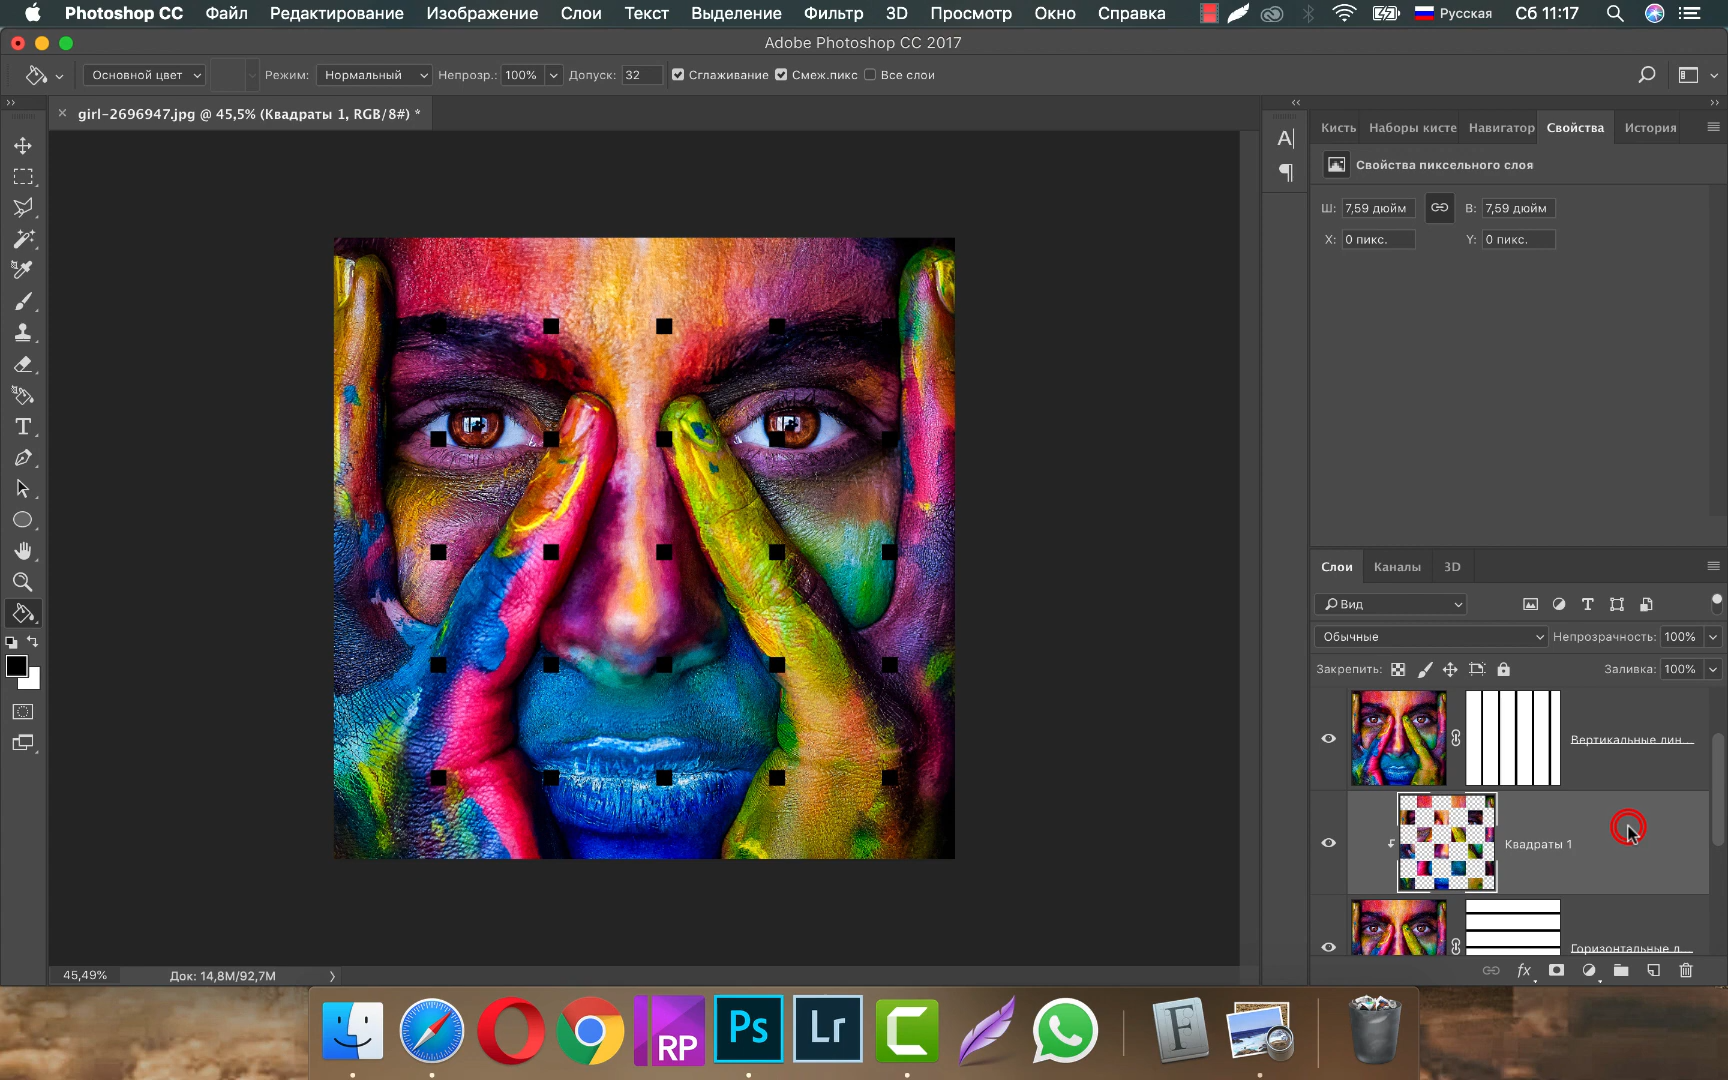 Photoshop CC Файл Редактирование Изображение Слои Текст Выделение Фильтр 3D Просмотр Окно Справка Русская Сб 11:17
Adobe Photoshop CC 2017
Основной цвет Режим: Нормальный Непрозр.: 100% Допуск: 32 Сглаживание Смеж.пикс Все слои
girl-2696947.jpg @ 45,5% (Квадраты 1, RGB/8#) *
Кисть Наборы кисте Навигатор Свойства История
Свойства пиксельного слоя
Ш: 7,59 дюйм В: 7,59 дюйм
X: 0 пикс. Y: 0 пикс.
Слои Каналы 3D
Вид
Обычные Непрозрачность: 100%
Закрепить: Заливка: 100%
Вертикальные лин...
Квадраты 1
Горизонтальные л...
fx
45,49% Док: 14,8M/92,7M
RP Ps Lr C F